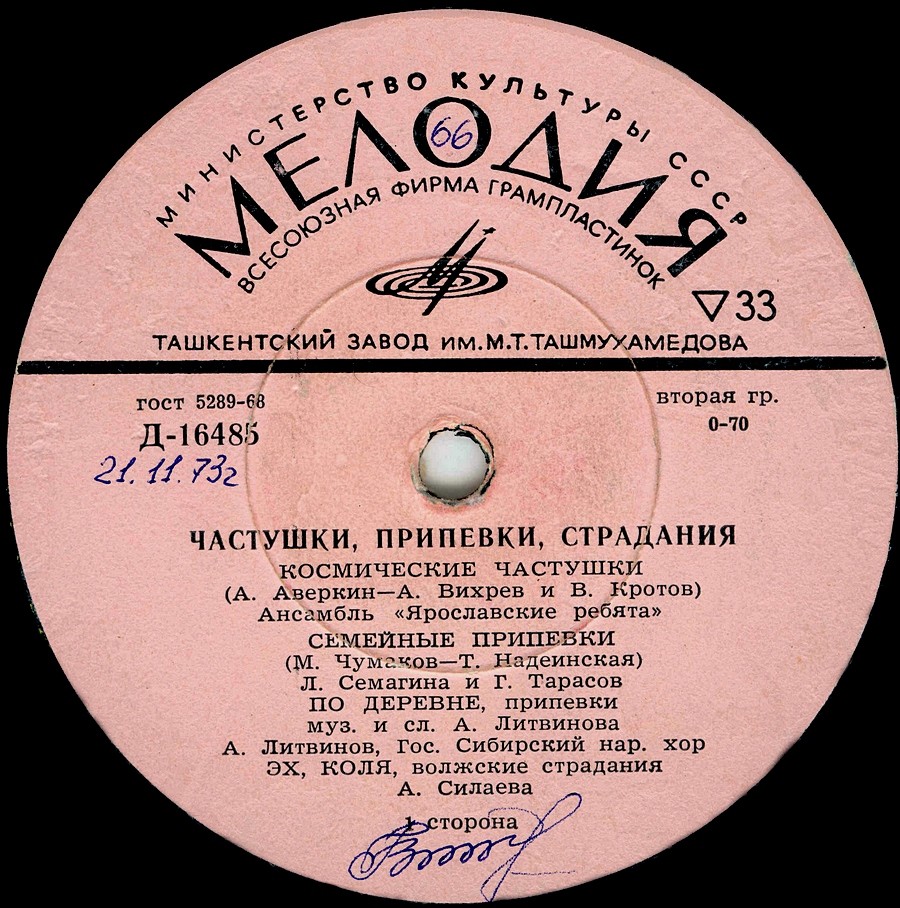 МИНИСТЕРСТВО КУЛЬТУРЫ СССР
МЕЛОДИЯ
66
ВСЕСОЮЗНАЯ ФИРМА ГРАМПЛАСТИНОК
33
ТАШКЕНТСКИЙ ЗАВОД ИМ.М.Т.ТАШМУХАМЕДОВА
гост 5289-68
вторая гр.
Д-16485
0-70
21.11.73г
ЧАСТУШКИ, ПРИПЕВКИ, СТРАДАНИЯ
КОСМИЧЕСКИЕ ЧАСТУШКИ
(А. Аверкин—А. Вихрев и В. Кротов)
Ансамбль «Ярославские ребята»
СЕМЕЙНЫЕ ПРИПЕВКИ
(М. Чумаков—Т. Надеинская)
Л. Семагина и Г. Тарасов
ПО ДЕРЕВНЕ, припевки
муз. и сл. А. Литвинова
А. Литвинов, Гос. Сибирский нар. хор
ЭХ, КОЛЯ, волжские страдания
А. Силаева
1 сторона